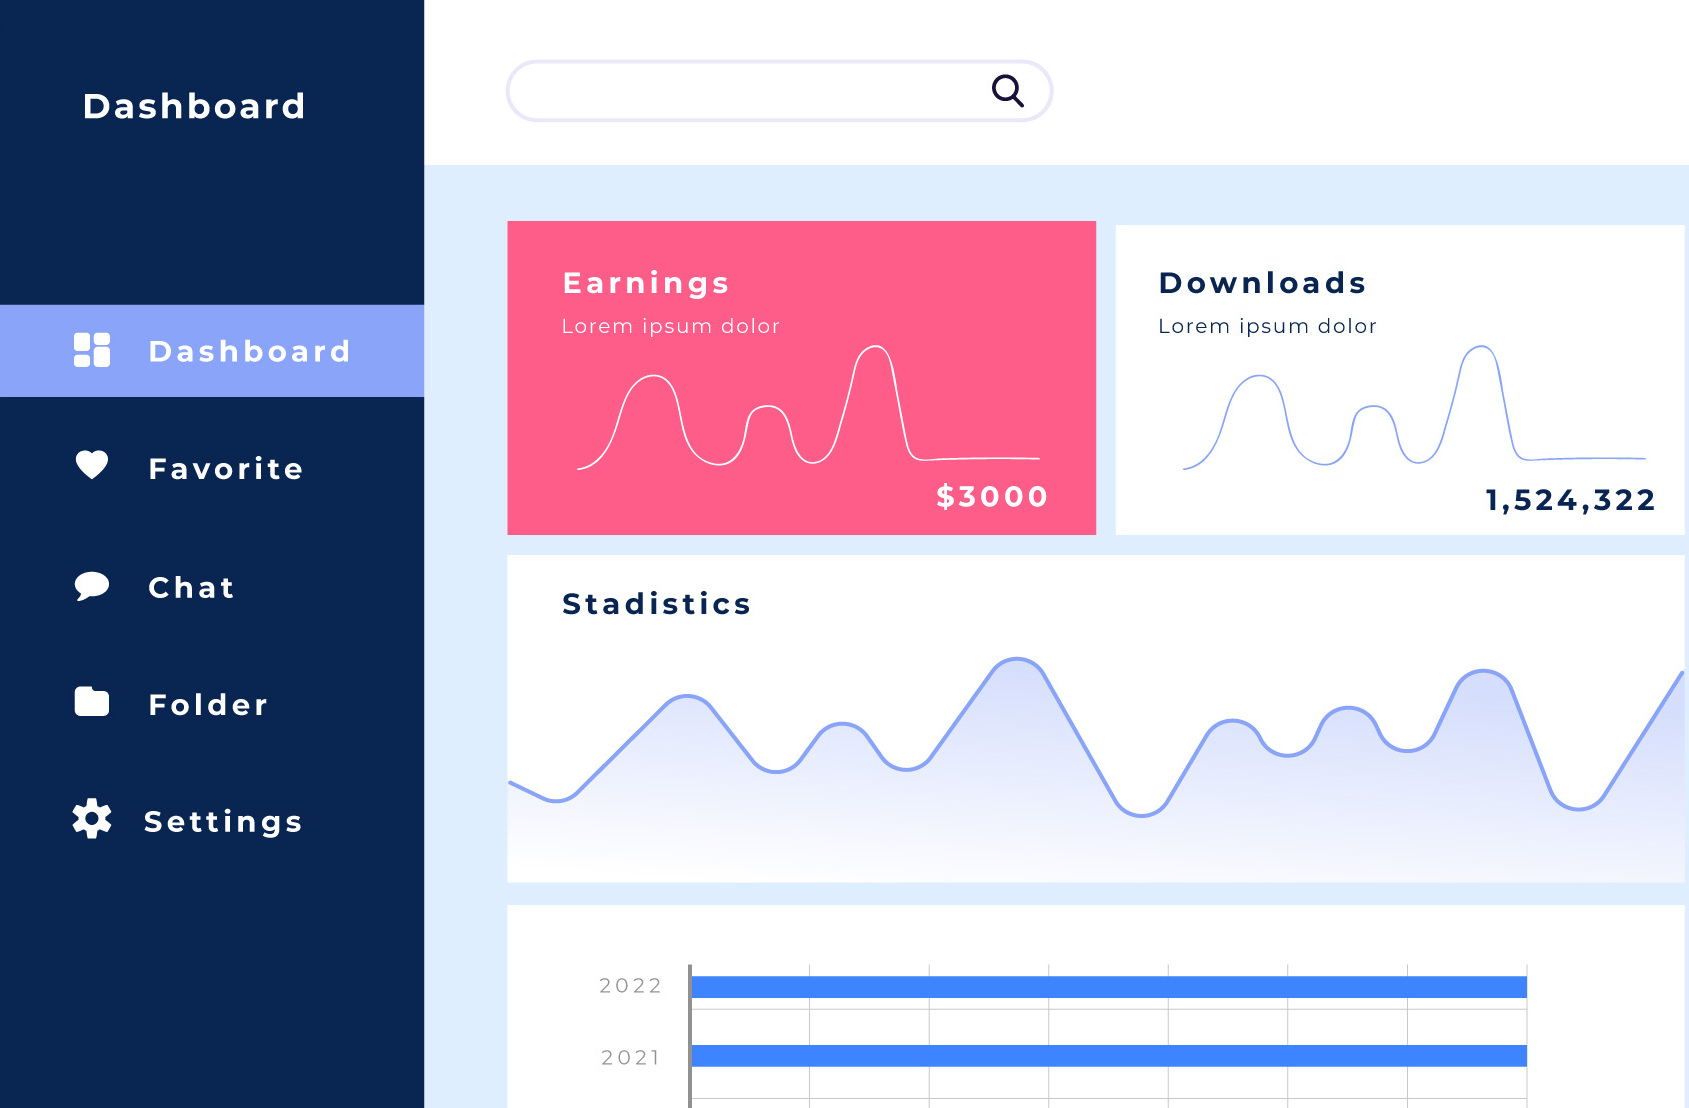 Dashboard
Dashboard
Favorite
Chat
Folder
Settings
Earnings
Lorem ipsum dolor
$3000
Downloads
Lorem ipsum dolor
1,524,322
Stadistics
2022
2021